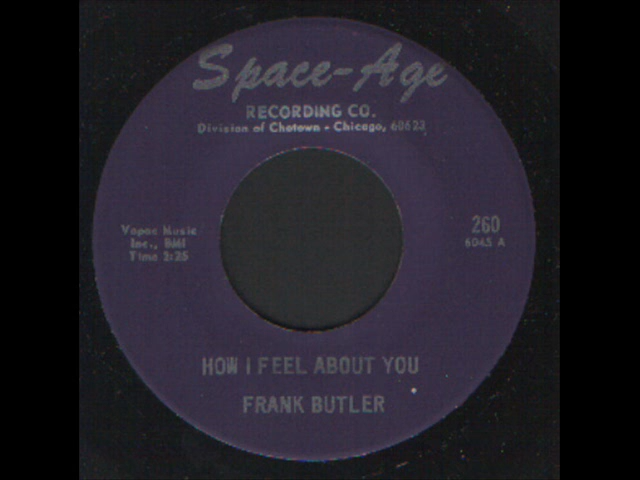 Space-Age
RECORDING CO.
Division of Chotown - Chicago, 60623
Vapac Music
Inc., BMI
Time 2:25
260
6045 A
HOW I FEEL ABOUT YOU
FRANK BUTLER